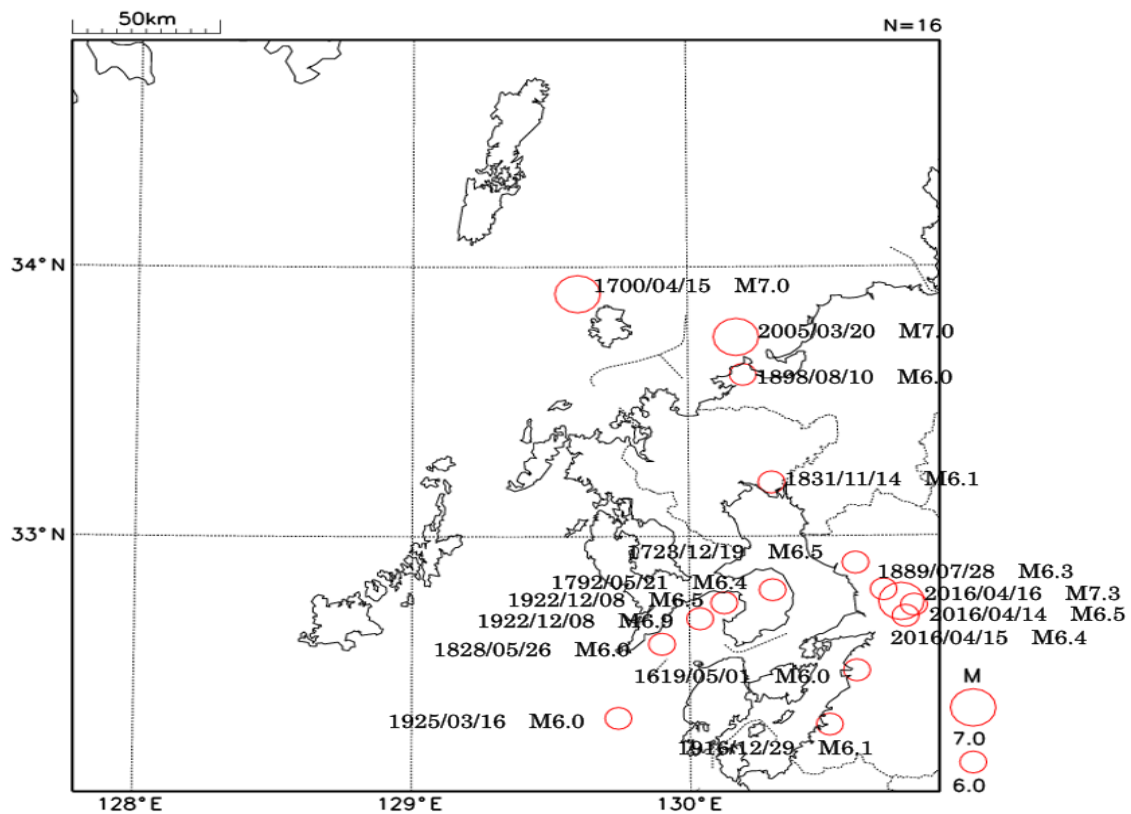 50km
N=16
34°N
1700/04/15 M7.0
2005/03/20 M7.0
1898/08/10 M6.0
1831/11/14 M6.1
33°N
1723/12/19 M6.5
1889/07/28 M6.3
1792/05/21 M6.4
2016/04/16 M7.3
1922/12/08 M6.5
2016/04/14 M6.5
1922/12/08 M6.9
2016/04/15 M6.4
1828/05/26 M6.0
1619/05/01 M6.0
M
1925/03/16 M6.0
7.0
1916/12/29 M6.1
6.0
128°E
129°E
130°E